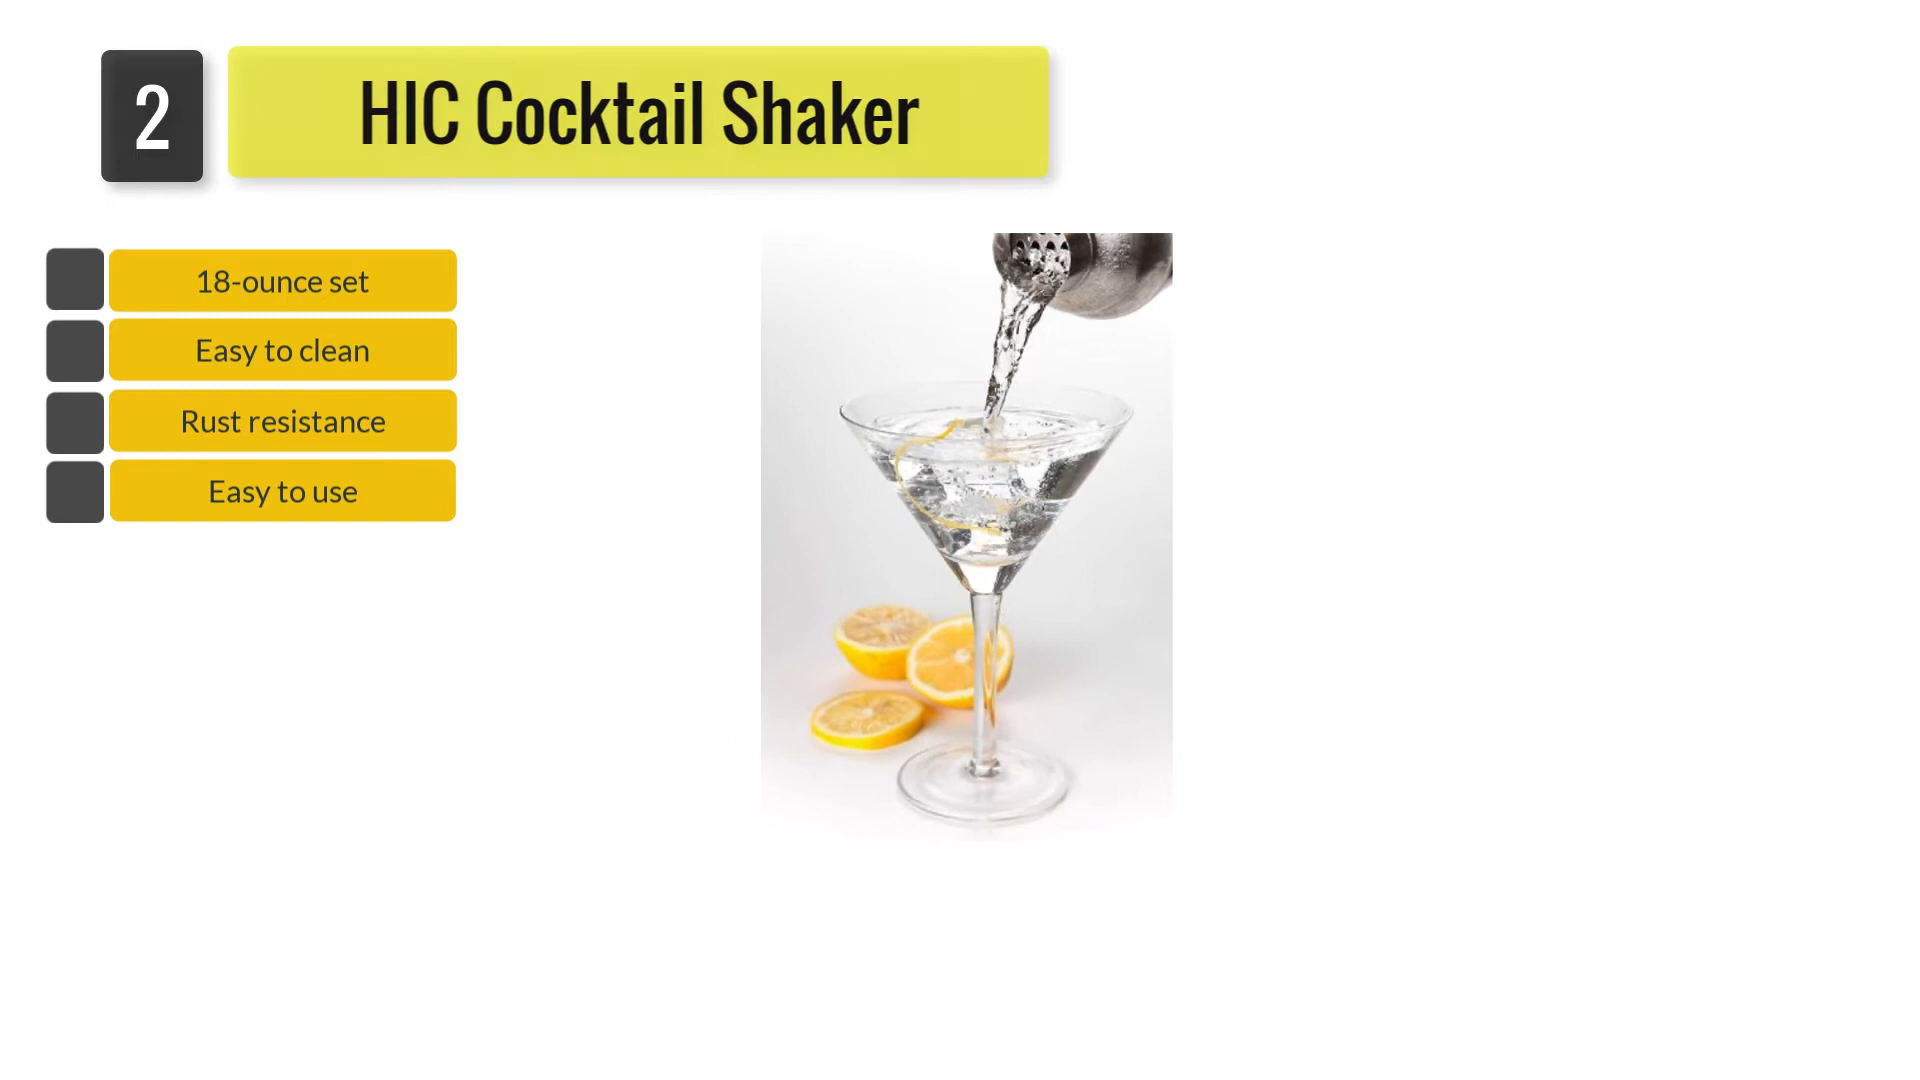 2
HIC Cocktail Shaker
18-ounce set
Easy to clean
Rust resistance
Easy to use